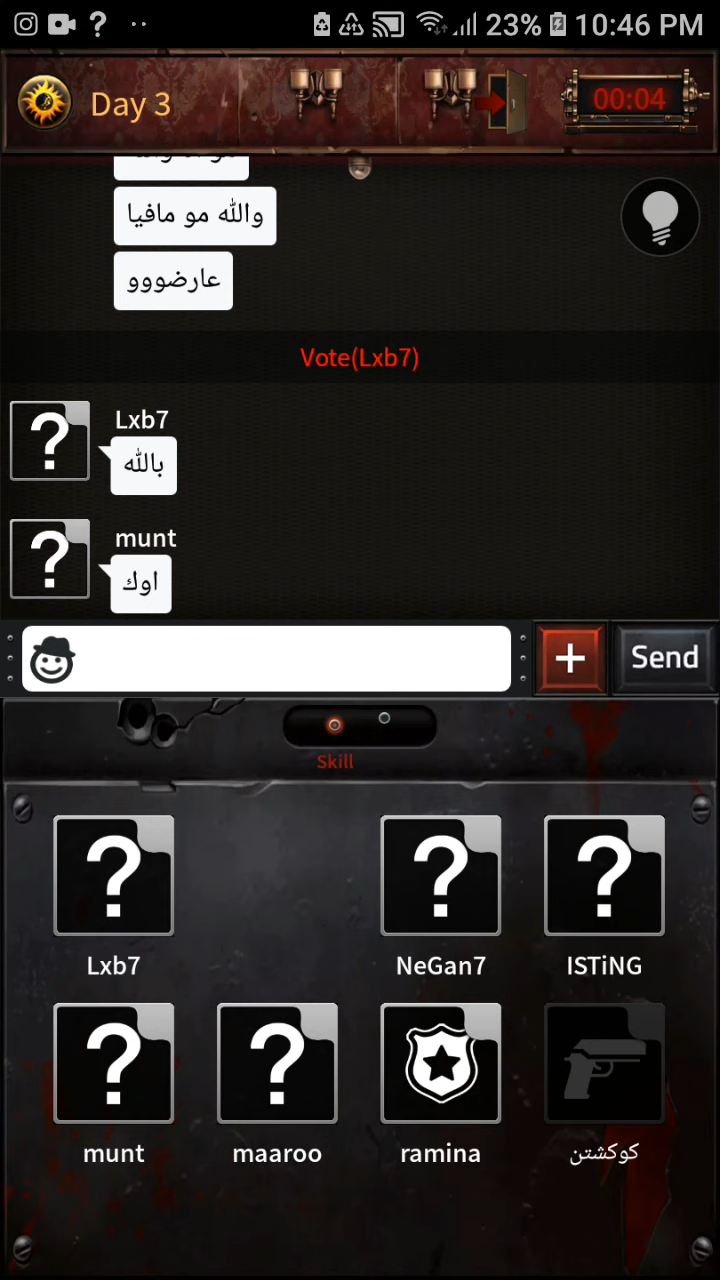 23% 10:46 PM
Day 3
00:04
والله مو مافيا
عارضووو
Vote(Lxb7)
Lxb7
بالله
munt
اوك
Send
Skill
Lxb7
NeGan7
ISTiNG
munt
maaroo
ramina
كوكشتن